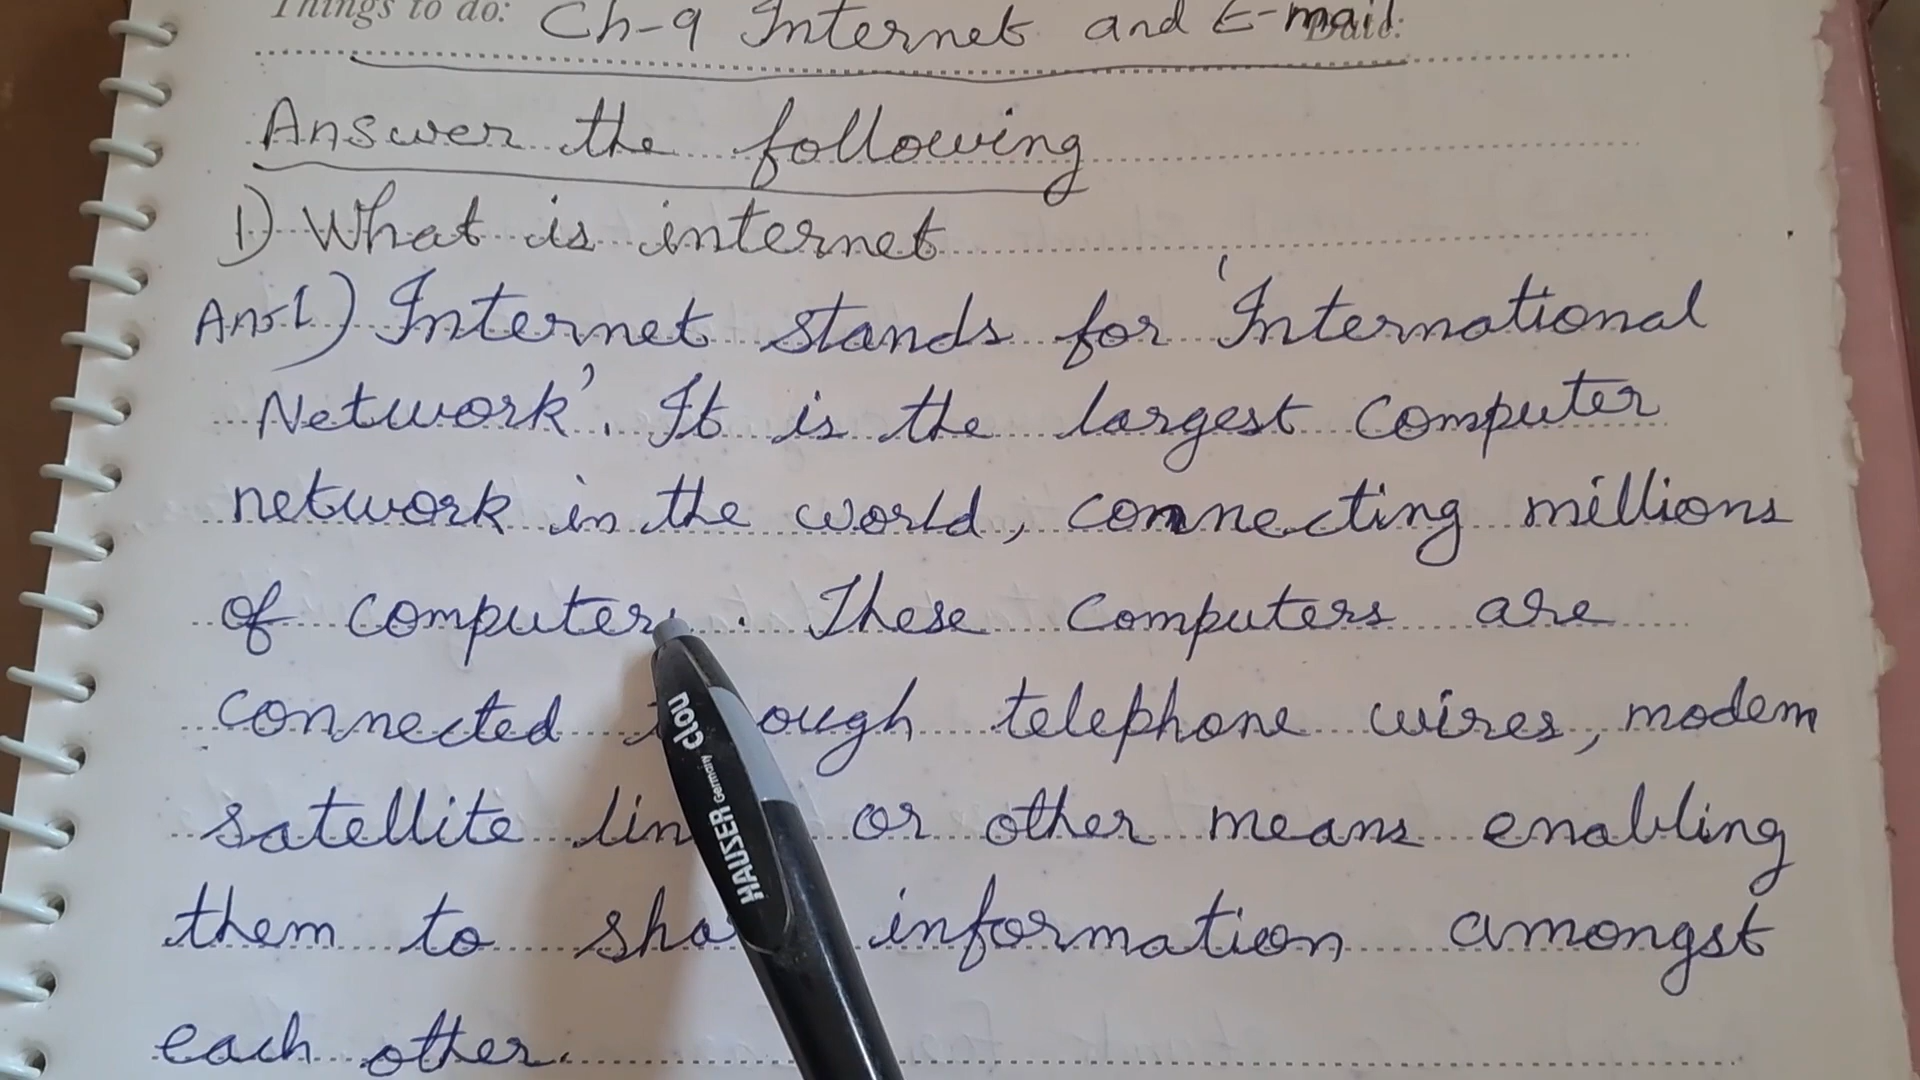 Things to do: Ch-9 Internet and E-mail Date:
Answer the following
1) What is internet
Ans1) Internet stands for 'International
Network'. It is the largest Computer
network in the world, connecting millions
of computers. These Computers are
connected ough telephone wires, modem
satellite lin or other means enabling
them to sha information amongst
each other.
HAUSER Germany clou